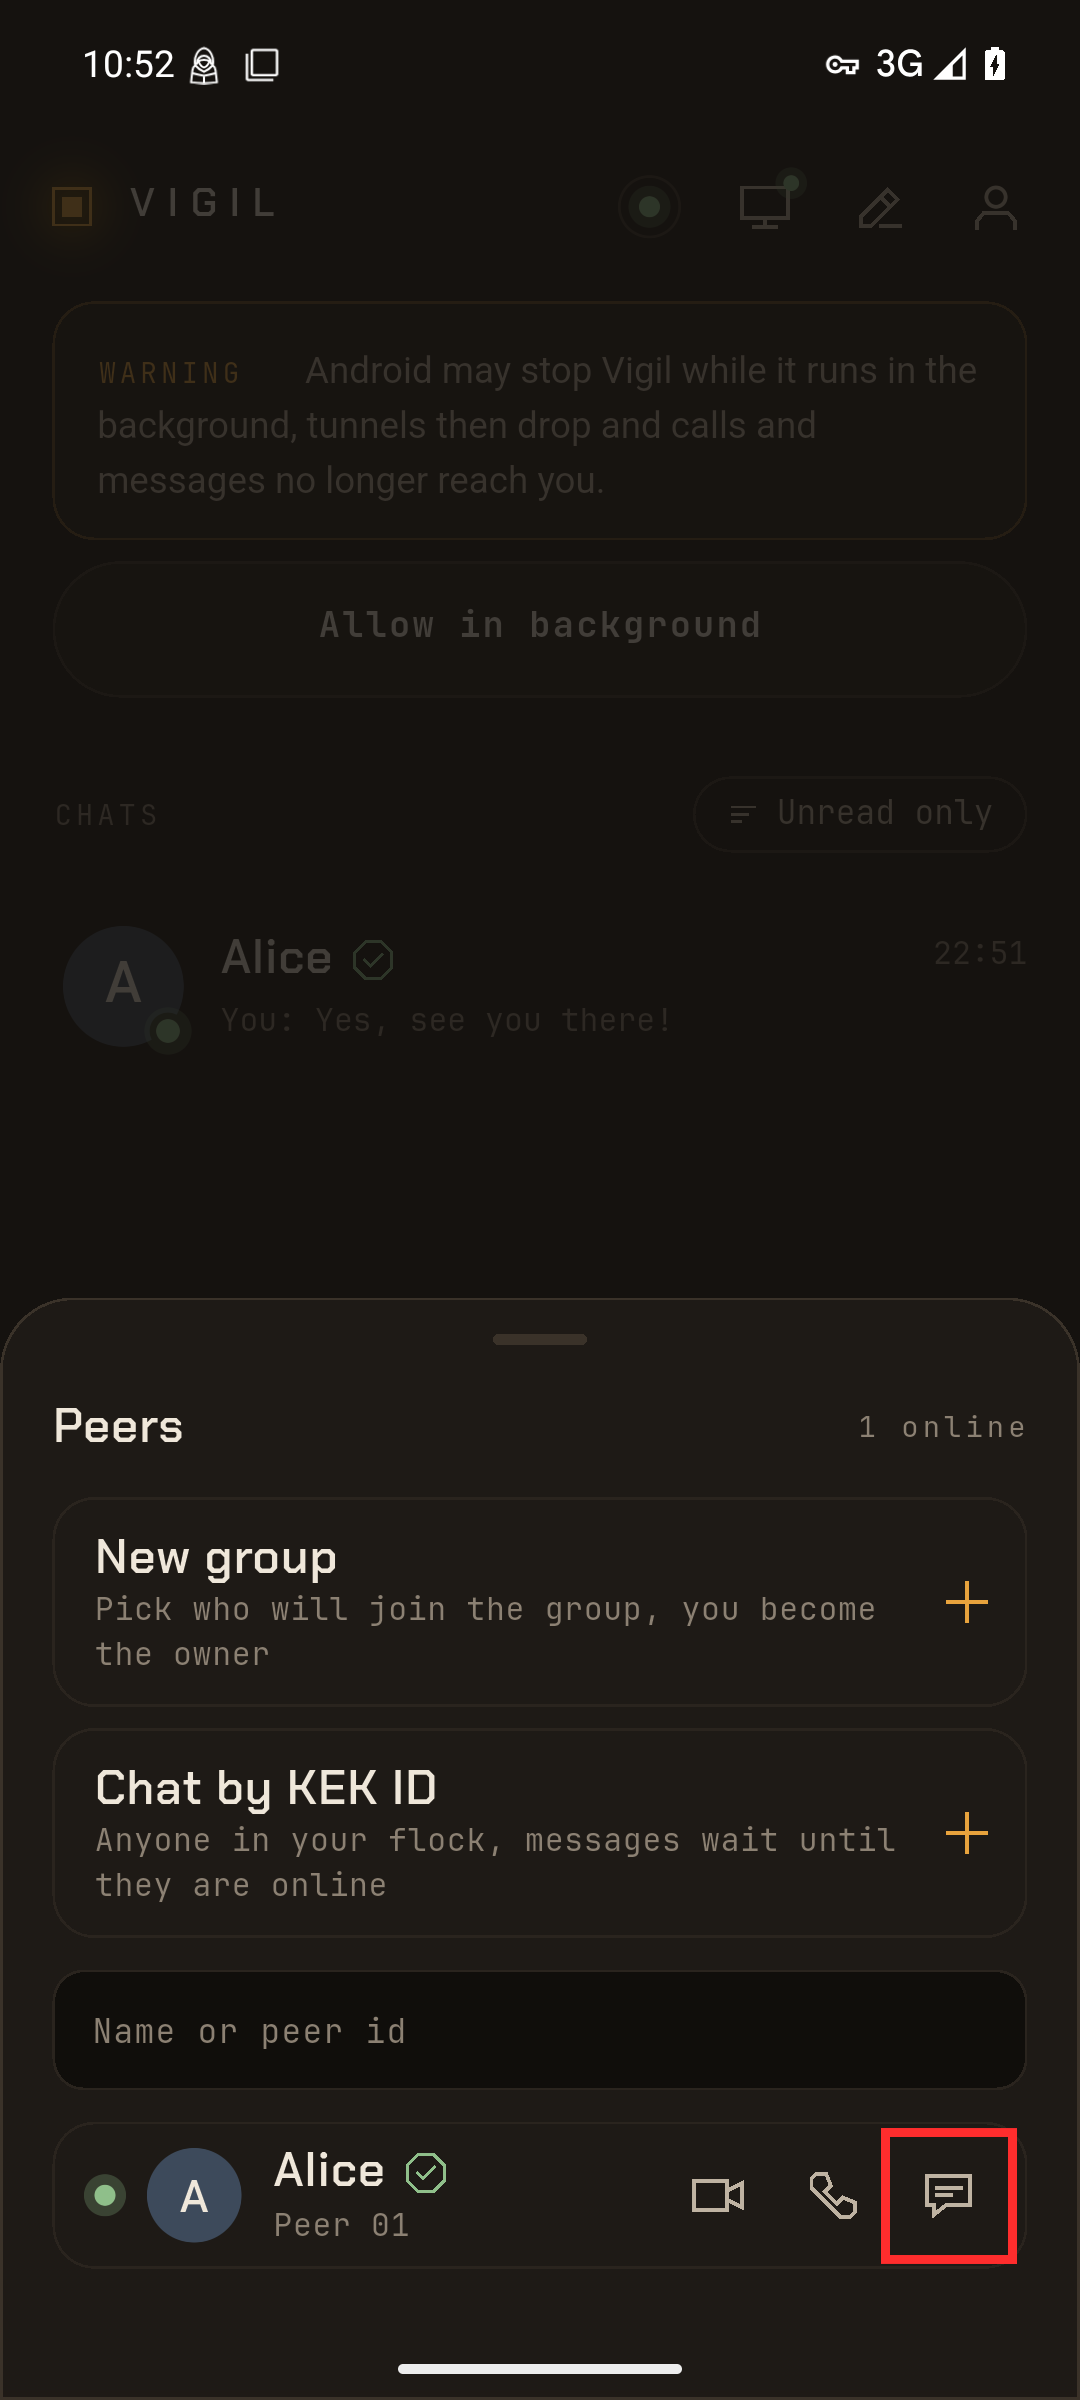 10:52
3G
VIGIL
WARNING Android may stop Vigil while it runs in the
background, tunnels then drop and calls and
messages no longer reach you.
Allow in background
CHATS
Unread only
A
Alice
22:51
You: Yes, see you there!
Peers
1 online
New group
Pick who will join the group, you become
the owner
Chat by KEK ID
Anyone in your flock, messages wait until
they are online
Name or peer id
A
Alice
Peer 01